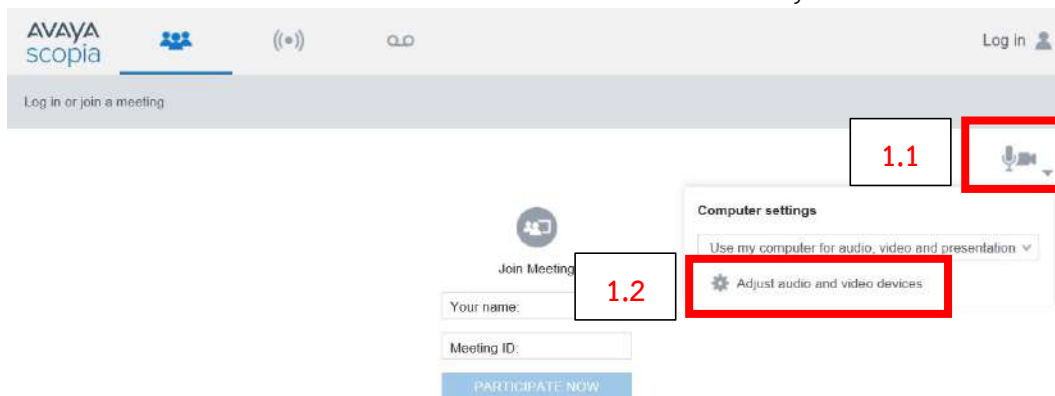 AVAYA
scopia
Log in
Log in or join a meeting
1.1
Computer settings
Use my computer for audio, video and presentation
Join Meeting
1.2
Adjust audio and video devices
Your name:
Meeting ID:
PARTICIPATE NOW